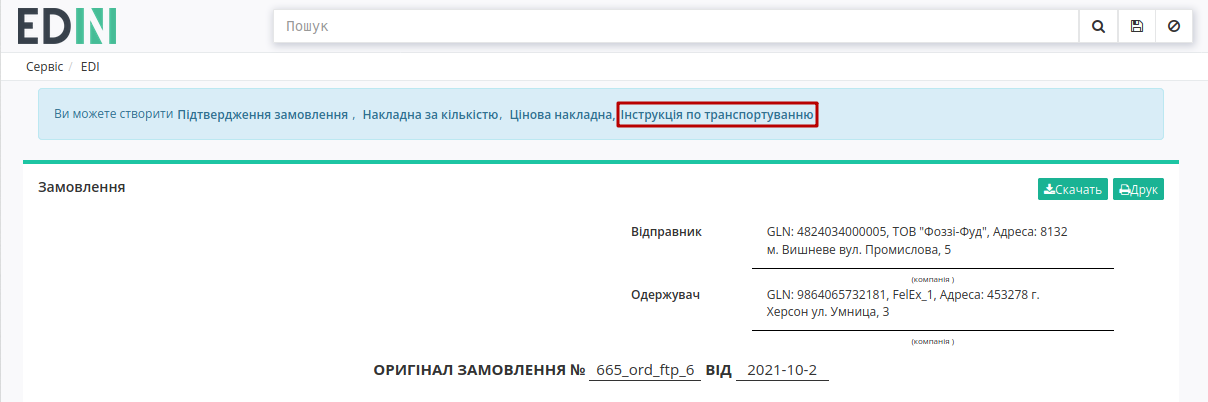 EDIN
Пошук
Сервіс / EDI
Ви можете створити Підтвердження замовлення , Накладна за кількістю, Цінова накладна, Інструкція по транспортуванню
Замовлення
Скачать Друк
Відправник
GLN: 4824034000005, ТОВ "Фоззі-Фуд", Адреса: 8132
м. Вишневе вул. Промислова, 5
(компанія )
Одержувач
GLN: 9864065732181, FelEx_1, Адреса: 453278 г.
Херсон ул. Умница, 3
(компанія )
ОРИГІНАЛ ЗАМОВЛЕННЯ № 665_ord_ftp_6 ВІД 2021-10-2